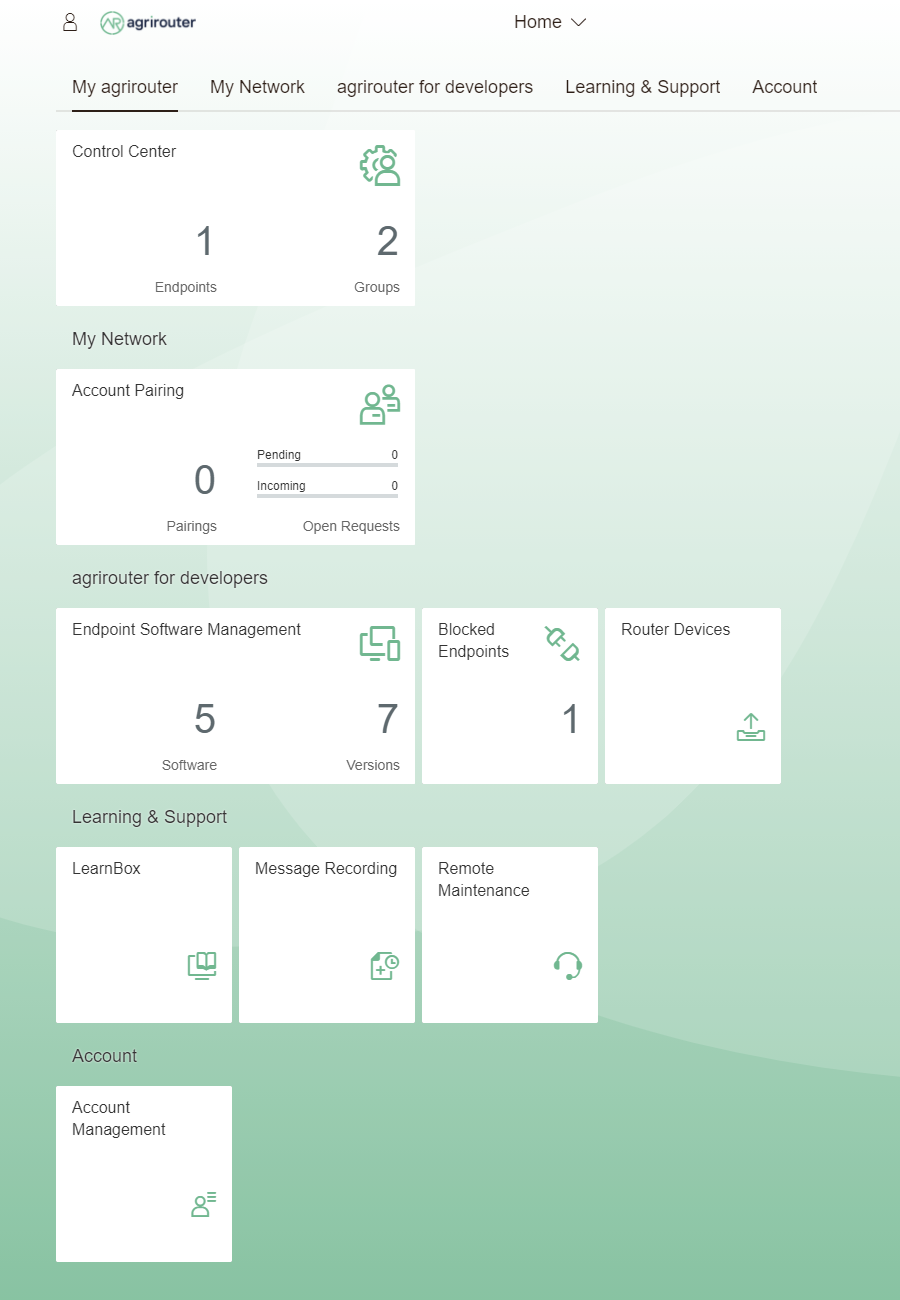 AR agrirouter
Home
My agrirouter
My Network
agrirouter for developers
Learning & Support
Account
Control Center
1
2
Endpoints
Groups
My Network
Account Pairing
Pending
0
0
Incoming
0
Pairings
Open Requests
agrirouter for developers
Endpoint Software Management
Blocked
Router Devices
Endpoints
5
7
1
Software
Versions
Learning & Support
LearnBox
Message Recording
Remote
Maintenance
Account
Account
Management